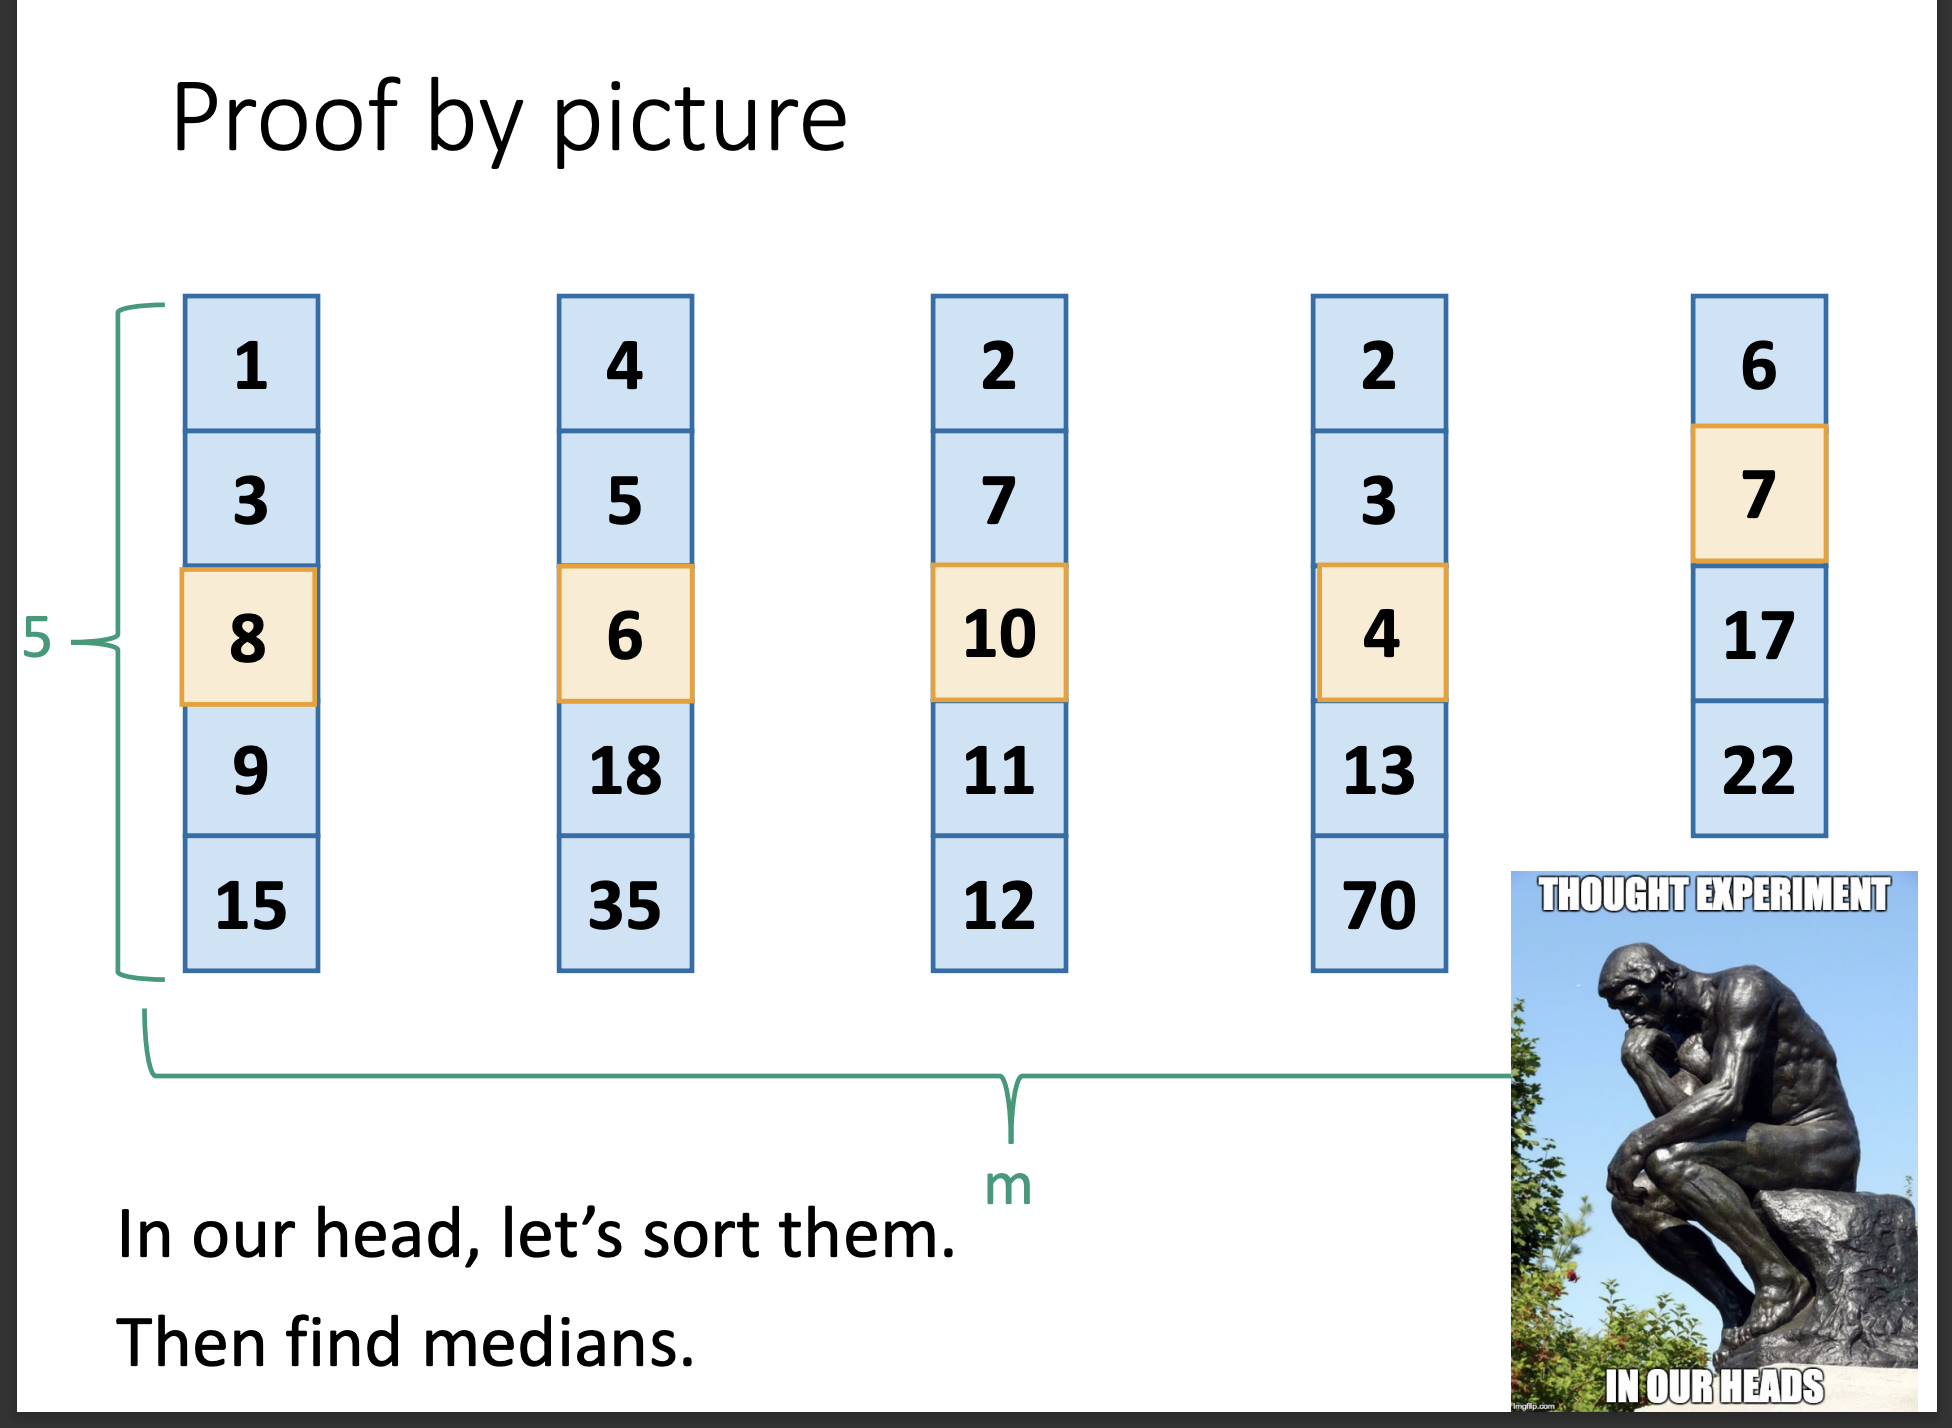 Proof by picture
1 4 2 2 6
3 5 7 3 7
5 8 6 10 4 17
9 18 11 13 22
15 35 12 70
THOUGHT EXPERIMENT
m
In our head, let’s sort them.
Then find medians.
IN OUR HEADS
imgflip.com